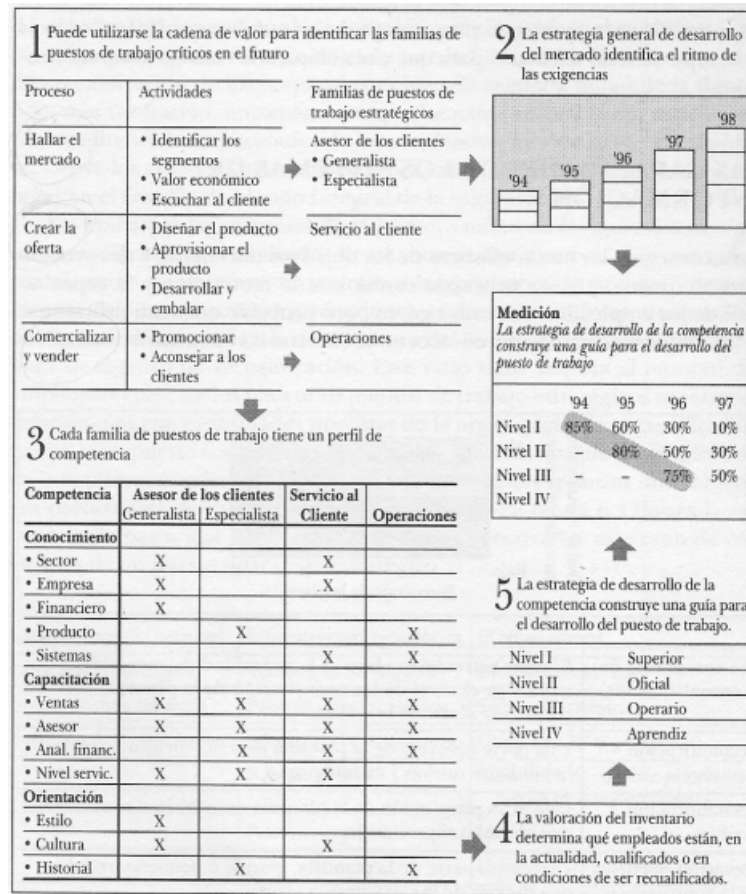 1 Puede utilizarse la cadena de valor para identificar las familias de
puestos de trabajo críticos en el futuro
Proceso Actividades Familias de puestos de
trabajo estratégicos
Hallar el
mercado
• Identificar los
segmentos
• Valor económico
• Escuchar al cliente
Asesor de los clientes
• Generalista
• Especialista
Crear la
oferta
• Diseñar el producto
• Aprovisionar el
producto
• Desarrollar y
embalar
Servicio al cliente
Comercializar
y vender
• Promocionar
• Aconsejar a los
clientes
Operaciones
2 La estrategia general de desarrollo
del mercado identifica el ritmo de
las exigencias
'94 '95 '96 '97 '98
Medición
La estrategia de desarrollo de la competencia
construye una guía para el desarrollo del
puesto de trabajo
'94 '95 '96 '97
Nivel I 85% 60% 30% 10%
Nivel II 80% 50% 30%
Nivel III 75% 50%
Nivel IV
3 Cada familia de puestos de trabajo tiene un perfil de
competencia
Competencia Asesor de los clientes Servicio al
Generalista Especialista Cliente Operaciones
Conocimiento
• Sector X X
• Empresa X X
• Financiero X
• Producto X X
• Sistemas X X
Capacitación
• Ventas X X X X
• Asesor X X X X
• Anal. financ. X X X X
• Nivel servic. X X X X
Orientación
• Estilo X
• Cultura X X
• Historial X X
5 La estrategia de desarrollo de la
competencia construye una guía para
el desarrollo del puesto de trabajo.
Nivel I Superior
Nivel II Oficial
Nivel III Operario
Nivel IV Aprendiz
4 La valoración del inventario
determina qué empleados están, en
la actualidad, cualificados o en
condiciones de ser recualificados.